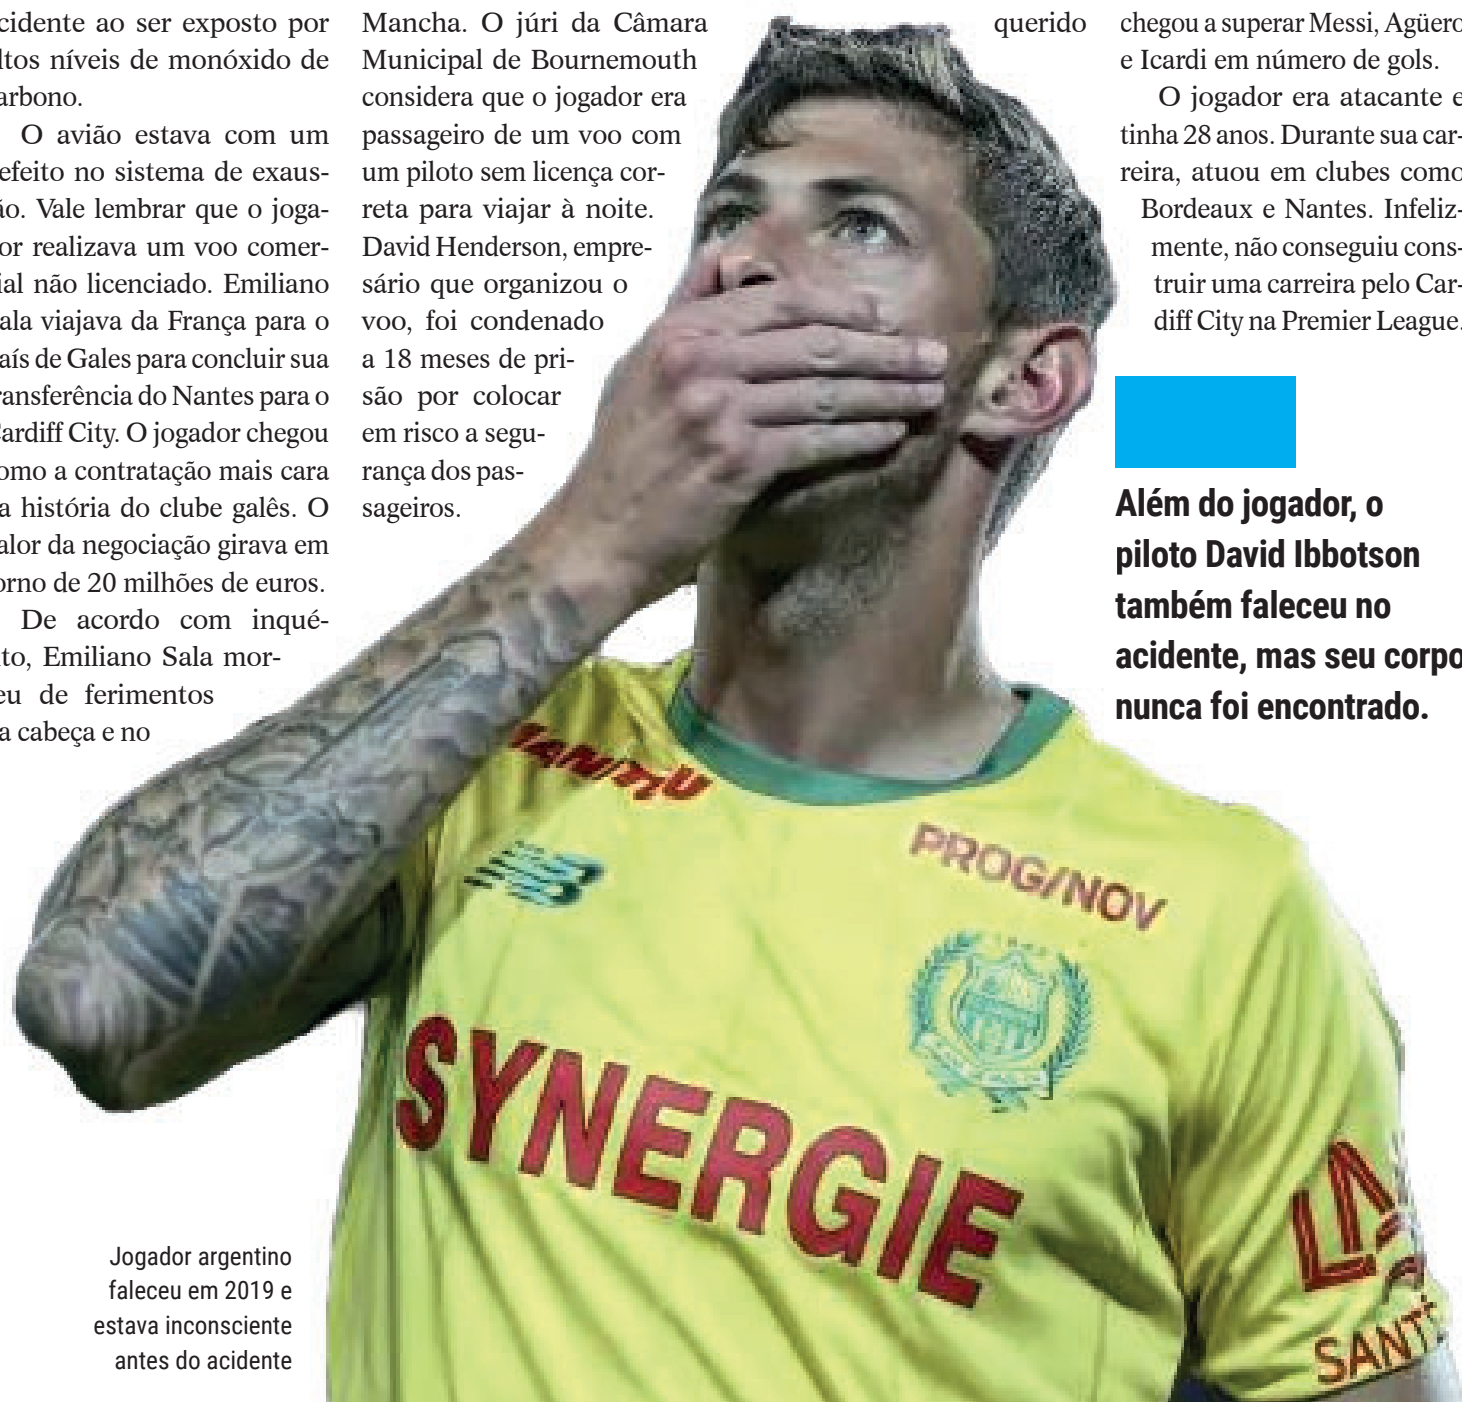 cidente ao ser exposto por
ltos níveis de monóxido de
arbono.
O avião estava com um
efeito no sistema de exaus-
ão. Vale lembrar que o joga-
or realizava um voo comer-
ial não licenciado. Emiliano
ala viajava da França para o
aís de Gales para concluir sua
ransferência do Nantes para o
ardiff City. O jogador chegou
omo a contratação mais cara
a história do clube galês. O
alor da negociação girava em
orno de 20 milhões de euros.
De acordo com inqué-
to, Emiliano Sala mor-
eu de ferimentos
a cabeça e no
Mancha. O júri da Câmara
Municipal de Bournemouth
considera que o jogador era
passageiro de um voo com
um piloto sem licença cor-
reta para viajar à noite.
David Henderson, empre-
sário que organizou o
voo, foi condenado
a 18 meses de pri-
são por colocar
em risco a segu-
rança dos pas-
sageiros.
querido
chegou a superar Messi, Agüero
e Icardi em número de gols.
O jogador era atacante e
tinha 28 anos. Durante sua car-
reira, atuou em clubes como
Bordeaux e Nantes. Infeliz-
mente, não conseguiu cons-
truir uma carreira pelo Car-
diff City na Premier League.
Além do jogador, o
piloto David Ibbotson
também faleceu no
acidente, mas seu corpo
nunca foi encontrado.
PROGINOV
SYNERGIE
SANT
Jogador argentino
faleceu em 2019 e
estava inconsciente
antes do acidente